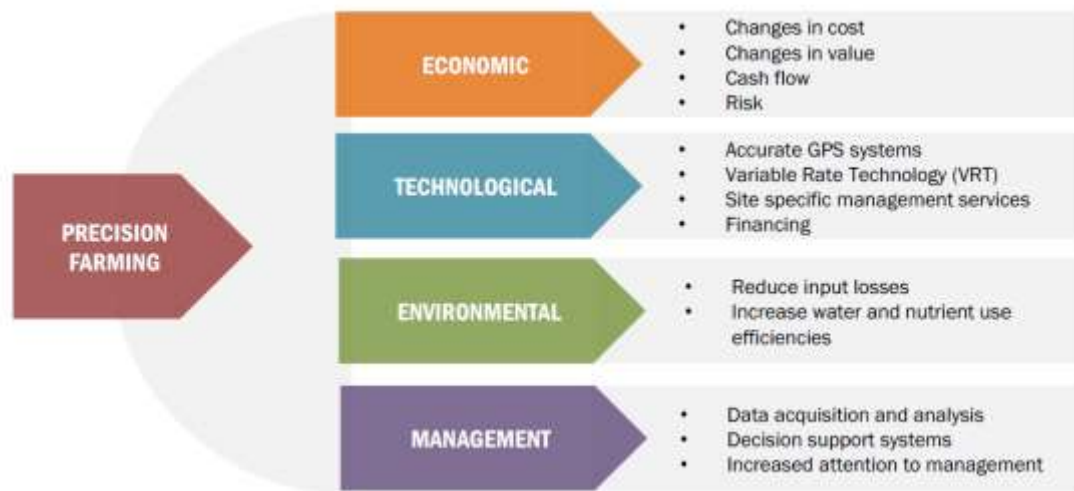 PRECISION
FARMING
ECONOMIC
• Changes in cost
• Changes in value
• Cash flow
• Risk
TECHNOLOGICAL
• Accurate GPS systems
• Variable Rate Technology (VRT)
• Site specific management services
• Financing
ENVIRONMENTAL
• Reduce input losses
• Increase water and nutrient use
efficiencies
MANAGEMENT
• Data acquisition and analysis
• Decision support systems
• Increased attention to management